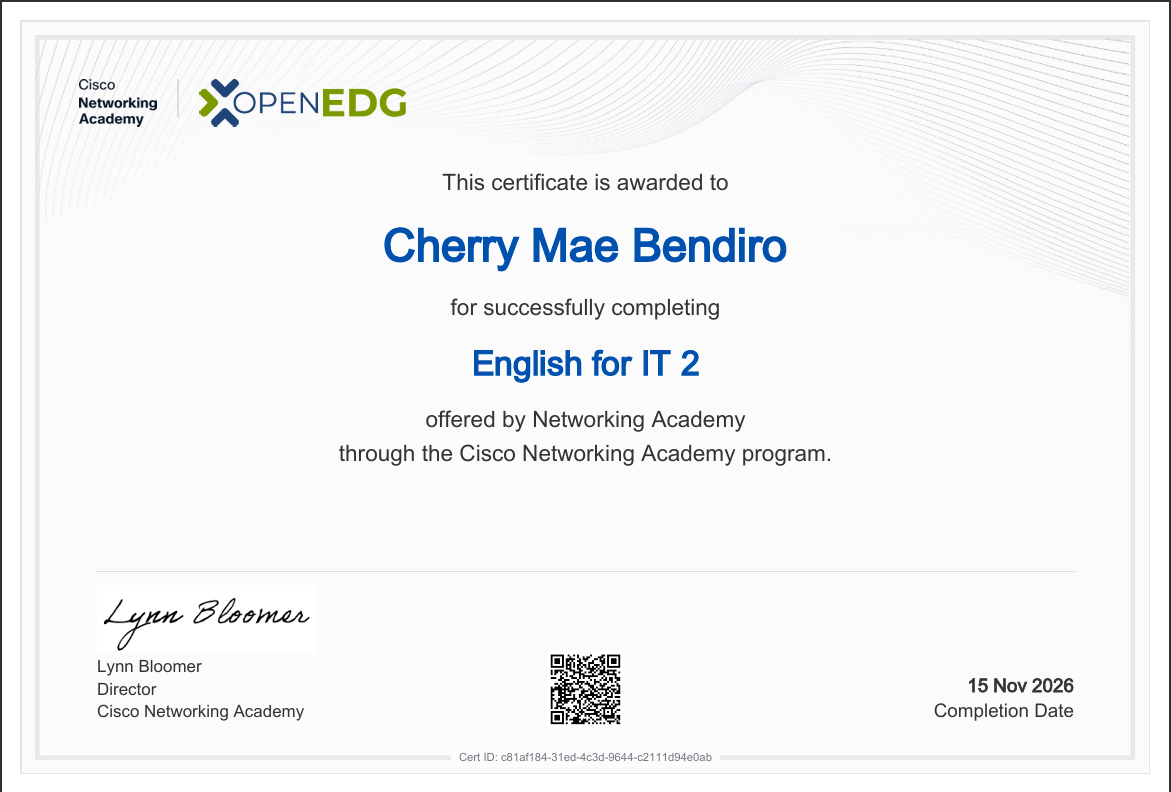 Cisco
Networking
Academy
OPENEDG
This certificate is awarded to
Cherry Mae Bendiro
for successfully completing
English for IT 2
offered by Networking Academy
through the Cisco Networking Academy program.
Lynn Bloomer
Lynn Bloomer
Director
Cisco Networking Academy
15 Nov 2026
Completion Date
Cert ID: c81af184-31ed-4c3d-9644-c2111d94e0ab